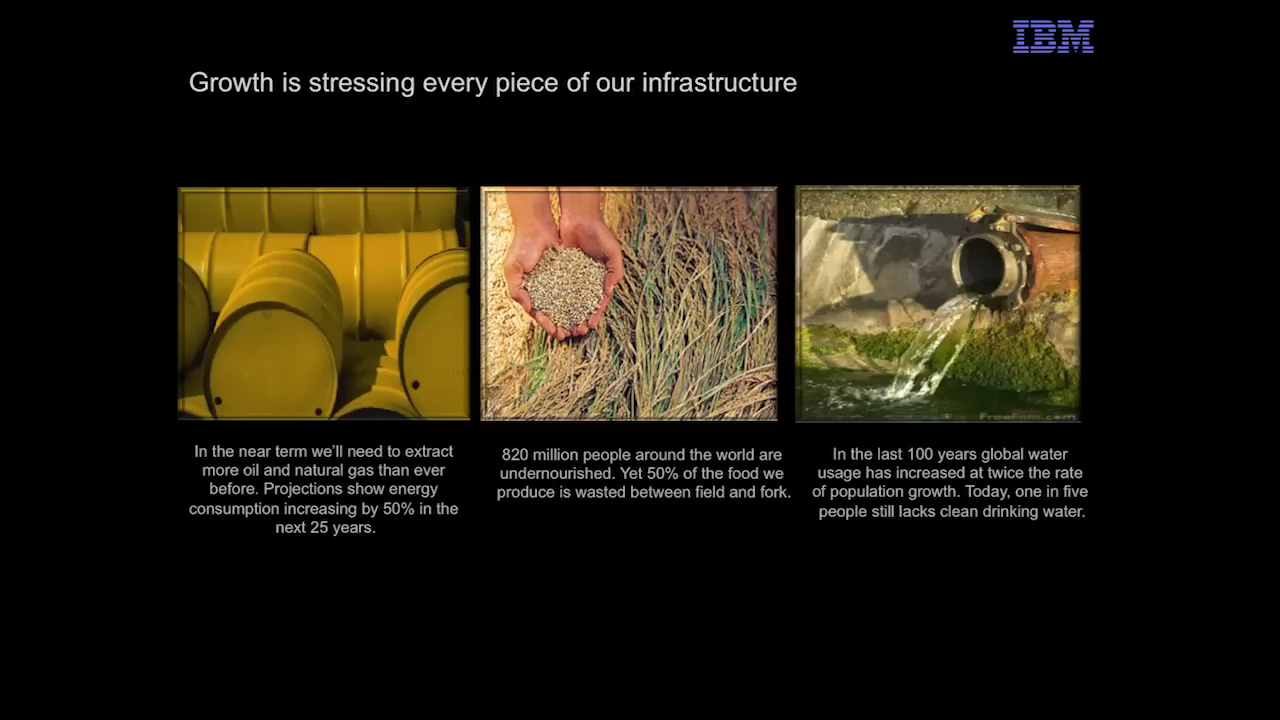 IBM
Growth is stressing every piece of our infrastructure
In the near term we'll need to extract
more oil and natural gas than ever
before. Projections show energy
consumption increasing by 50% in the
next 25 years.
820 million people around the world are
undernourished. Yet 50% of the food we
produce is wasted between field and fork.
In the last 100 years global water
usage has increased at twice the rate
of population growth. Today, one in five
people still lacks clean drinking water.